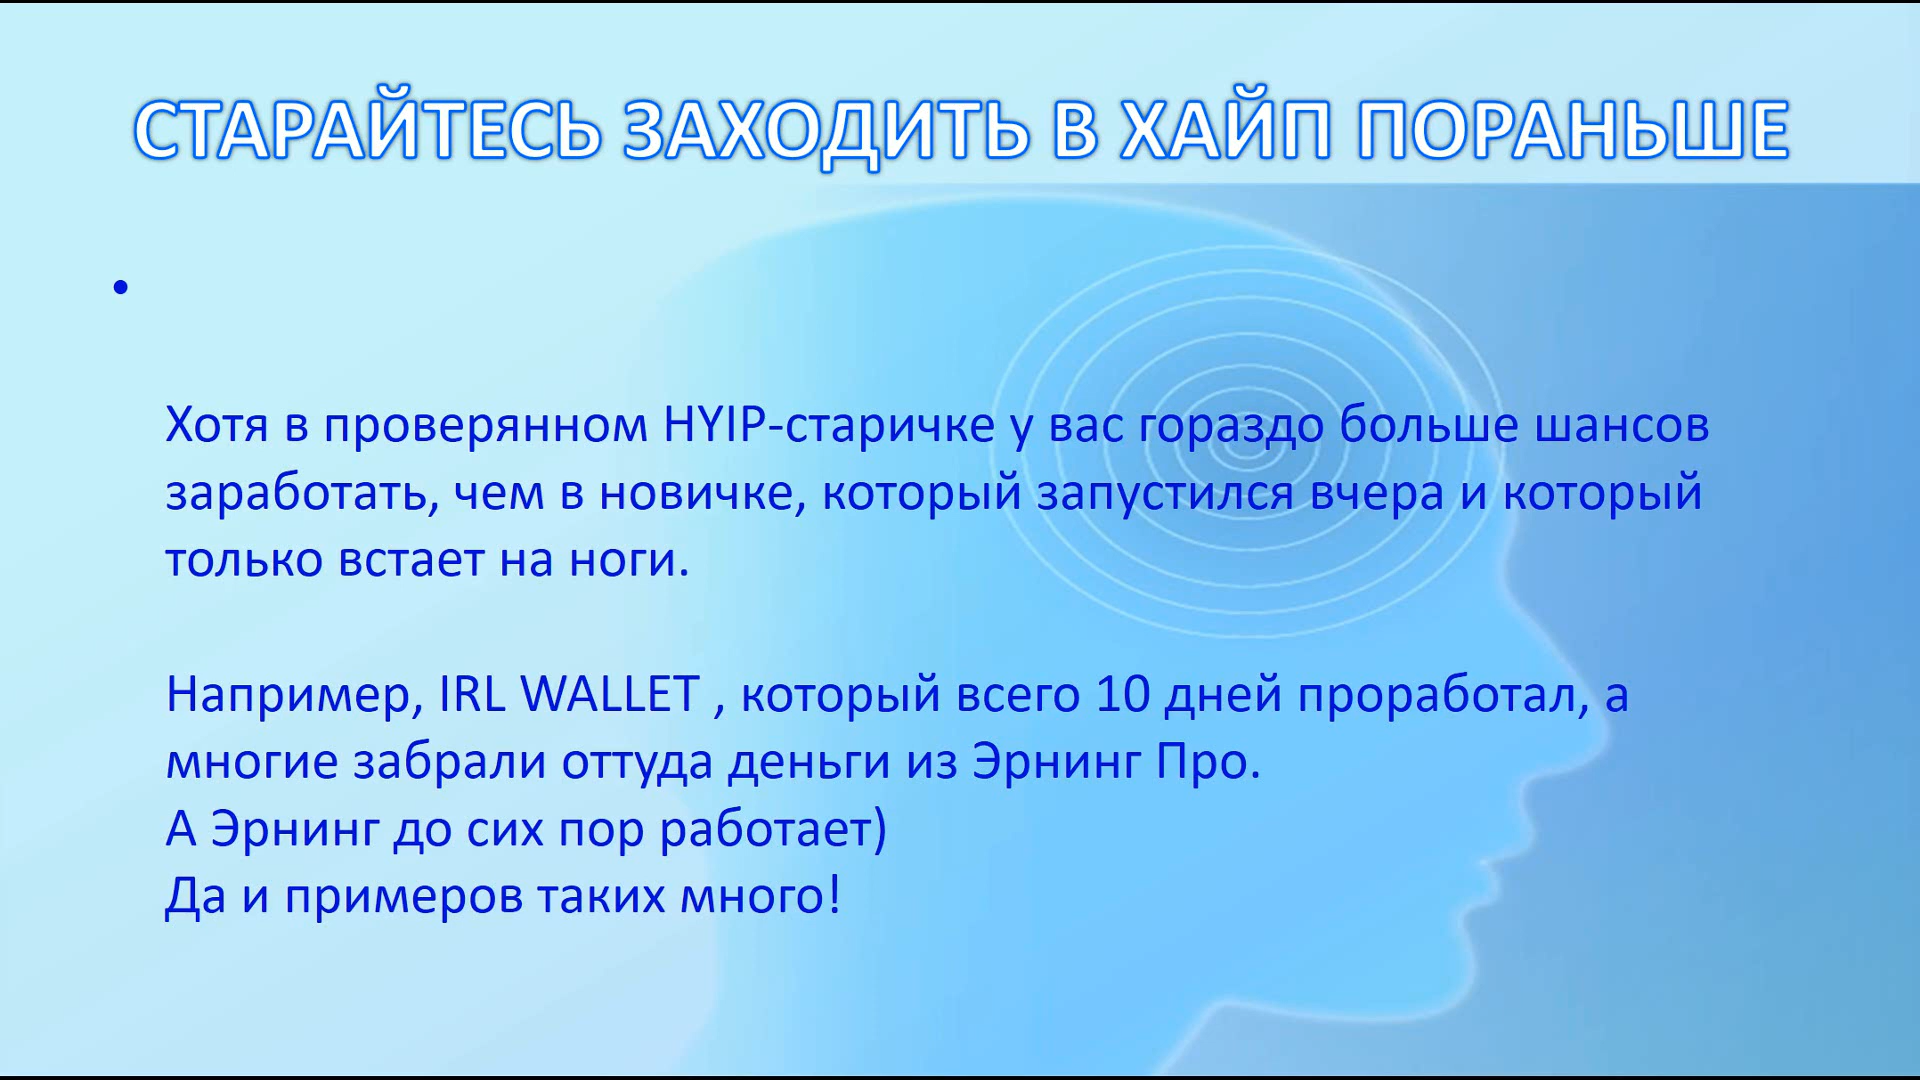 СТАРАЙТЕСЬ ЗАХОДИТЬ В ХАЙП ПОРАНЬШЕ
•
Хотя в проверянном HYIP-старичке у вас гораздо больше шансов
заработать, чем в новичке, который запустился вчера и который
только встает на ноги.
Например, IRL WALLET , который всего 10 дней проработал, а
многие забрали оттуда деньги из Эрнинг Про.
А Эрнинг до сих пор работает)
Да и примеров таких много!